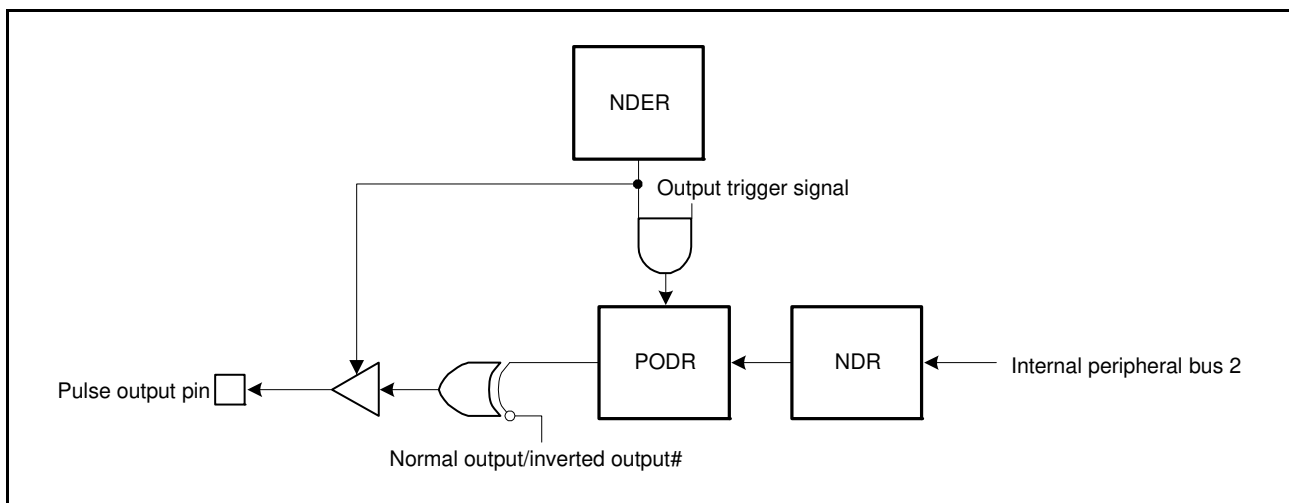 NDER
Output trigger signal
PODR
NDR
Internal peripheral bus 2
Pulse output pin
Normal output/inverted output#